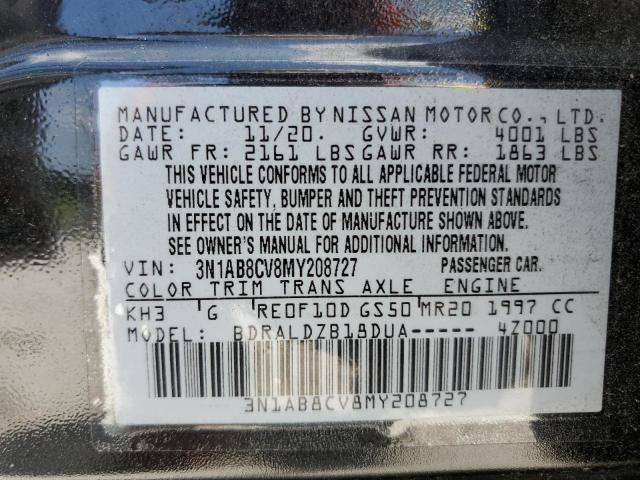 MANUFACTURED BY NISSAN MOTOR CO., LTD.
DATE: 11/20. GVWR: 4001 LBS
GAWR FR: 2161 LBS GAWR RR: 1863 LBS
THIS VEHICLE CONFORMS TO ALL APPLICABLE FEDERAL MOTOR
VEHICLE SAFETY, BUMPER AND THEFT PREVENTION STANDARDS
IN EFFECT ON THE DATE OF MANUFACTURE SHOWN ABOVE.
SEE OWNER'S MANUAL FOR ADDITIONAL INFORMATION.
VIN: 3N1AB8CV8MY208727 PASSENGER CAR.
COLOR TRIM TRANS AXLE ENGINE
KH3 G RE0F10D GS50 MR20 1997 CC
MODEL: BDRALDZB18DUA----- 4Z000
3N1AB8CV8MY208727